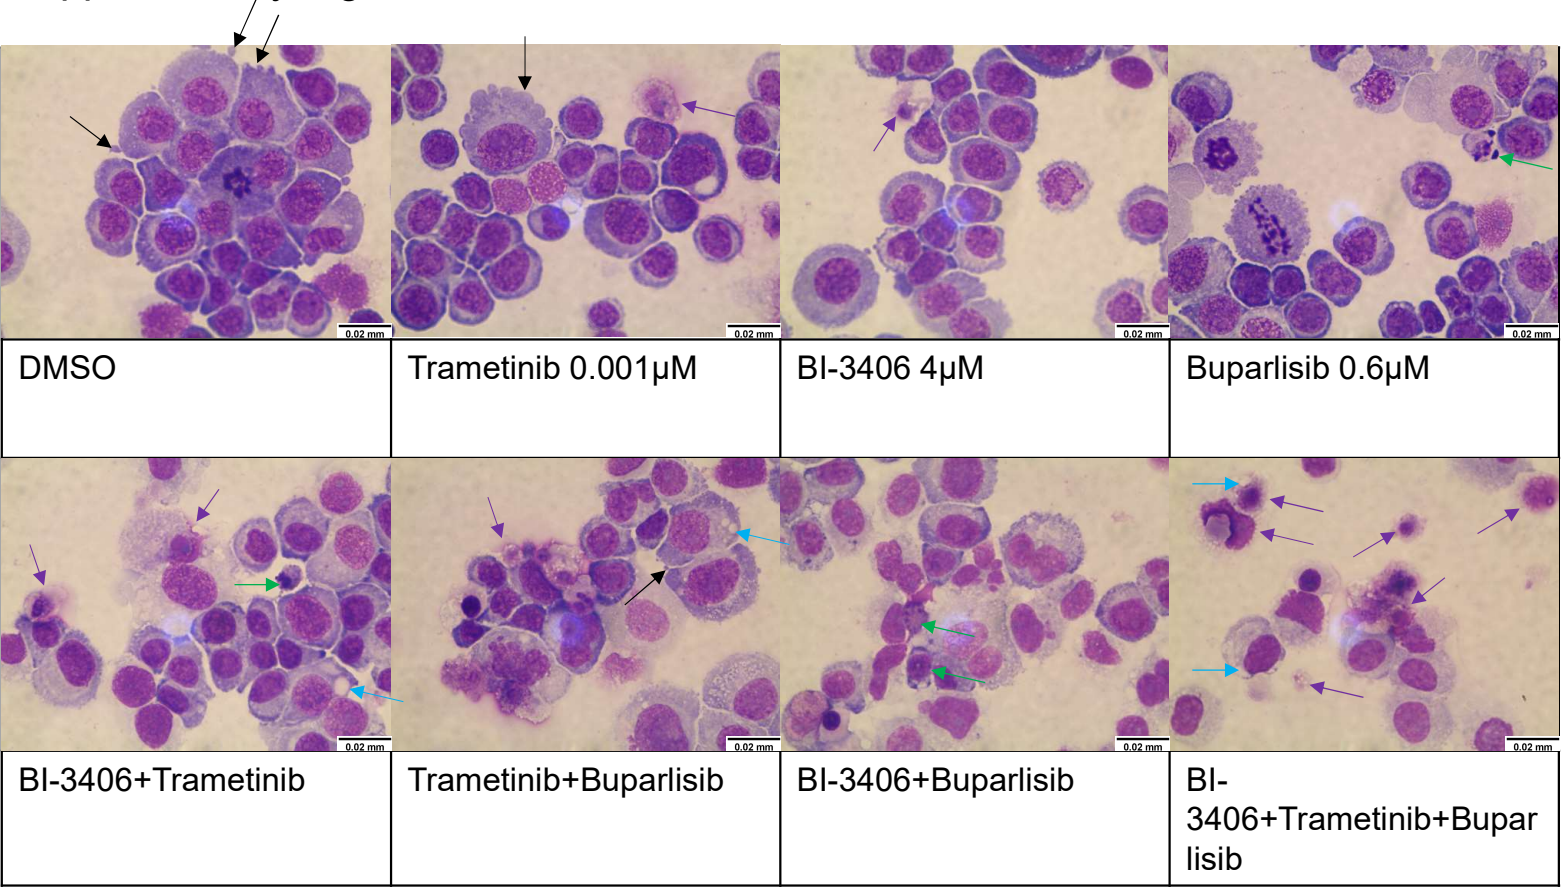 0.02 mm
0.02 mm
0.02 mm
0.02 mm
DMSO
Trametinib 0.001µM
BI-3406 4µM
Buparlisib 0.6µM
0.02 mm
0.02 mm
0.02 mm
0.02 mm
BI-3406+Trametinib
Trametinib+Buparlisib
BI-3406+Buparlisib
BI-
3406+Trametinib+Bupar
lisib